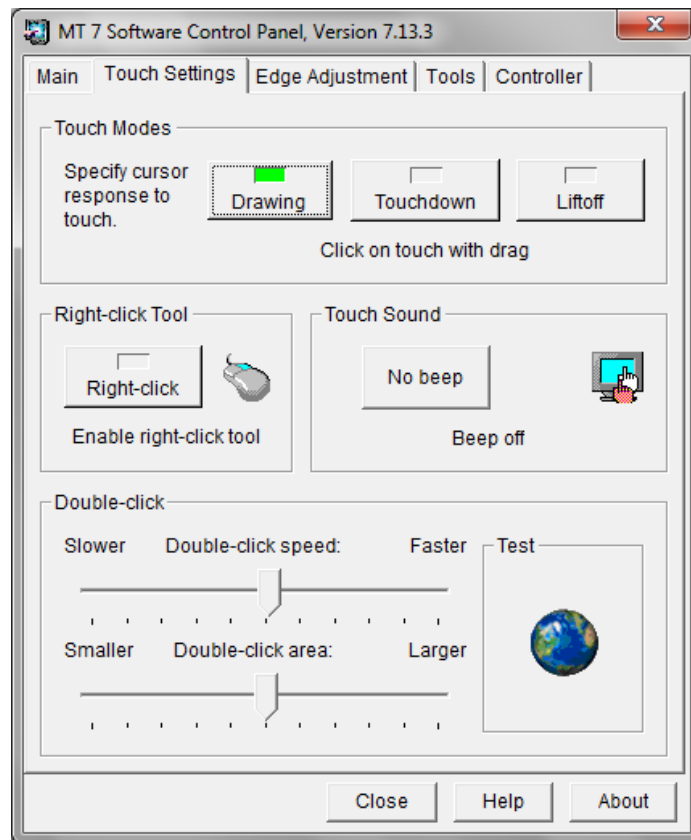 MT 7 Software Control Panel, Version 7.13.3
Main Touch Settings Edge Adjustment Tools Controller
Touch Modes
Specify cursor
response to
touch.
Drawing Touchdown Liftoff
Click on touch with drag
Right-click Tool
Right-click
Enable right-click tool
Touch Sound
No beep
Beep off
Double-click
Slower Double-click speed: Faster
Smaller Double-click area: Larger
Test
Close Help About